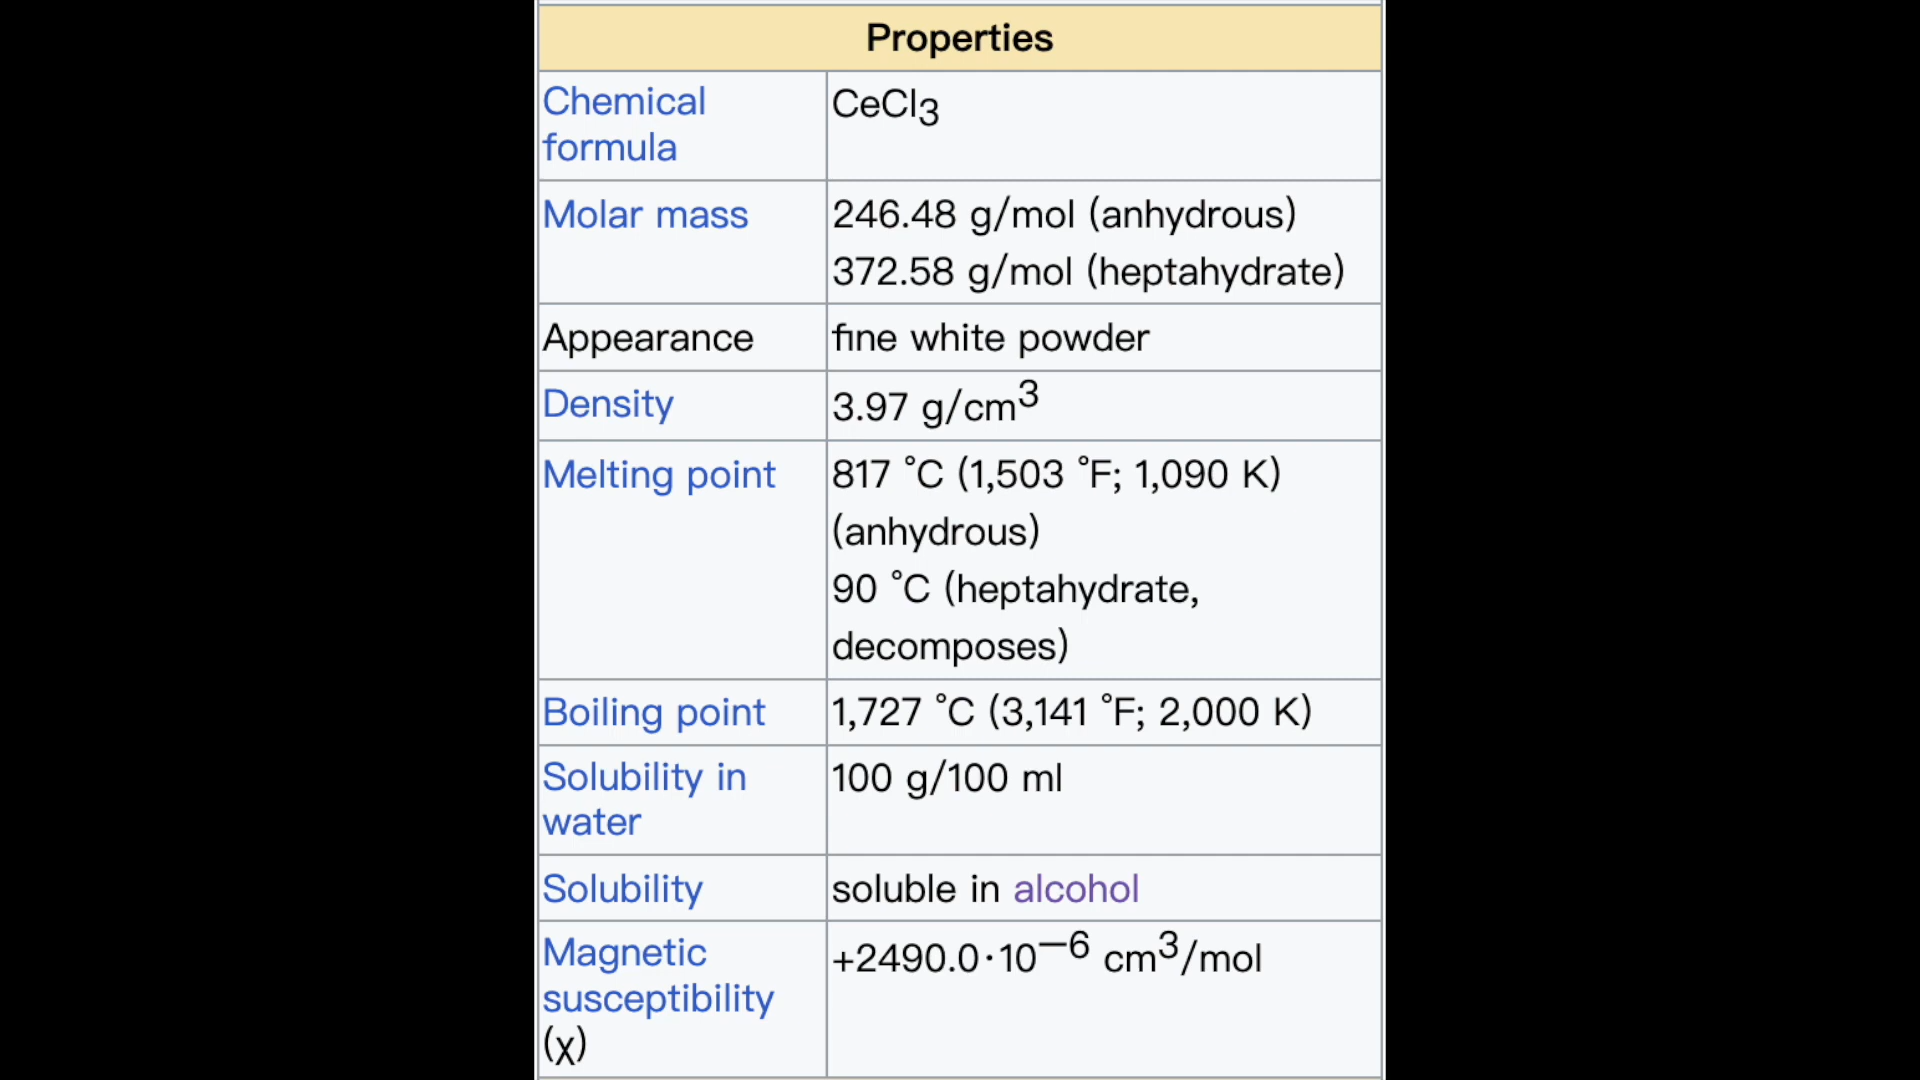 Properties
Chemical formula
CeCl3
Molar mass
246.48 g/mol (anhydrous)
372.58 g/mol (heptahydrate)
Appearance
fine white powder
Density
3.97 g/cm³
Melting point
817 °C (1,503 °F; 1,090 K)
(anhydrous)
90 °C (heptahydrate,
decomposes)
Boiling point
1,727 °C (3,141 °F; 2,000 K)
Solubility in
water
100 g/100 ml
Solubility
soluble in alcohol
Magnetic
susceptibility
(χ)
+2490.0·10⁻⁶ cm³/mol